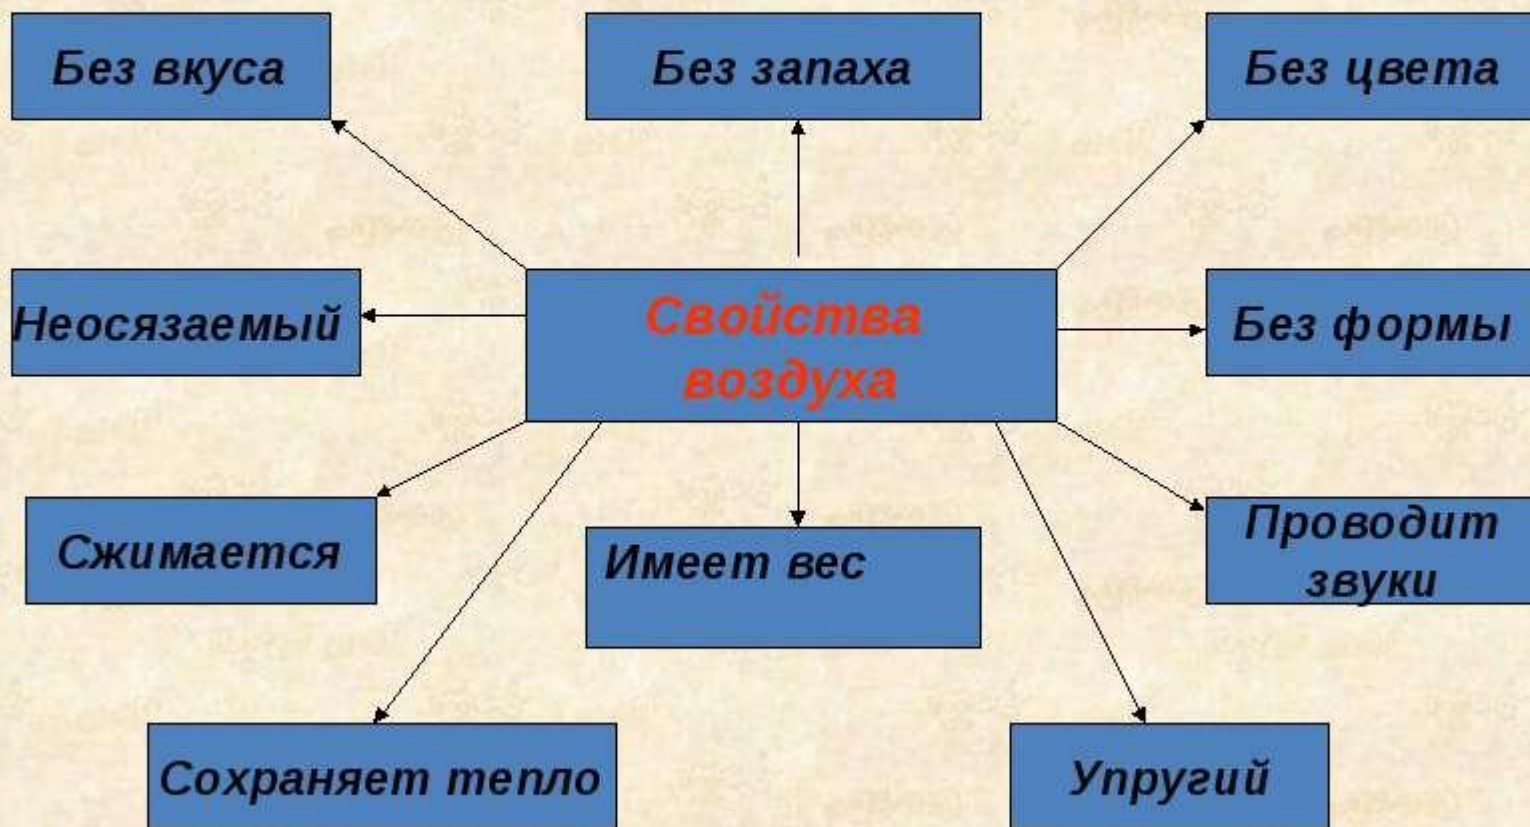 Без вкуса
Без запаха
Без цвета
Неосязаемый
Свойства
воздуха
Без формы
Сжимается
Имеет вес
Проводит
звуки
Сохраняет тепло
Упругий